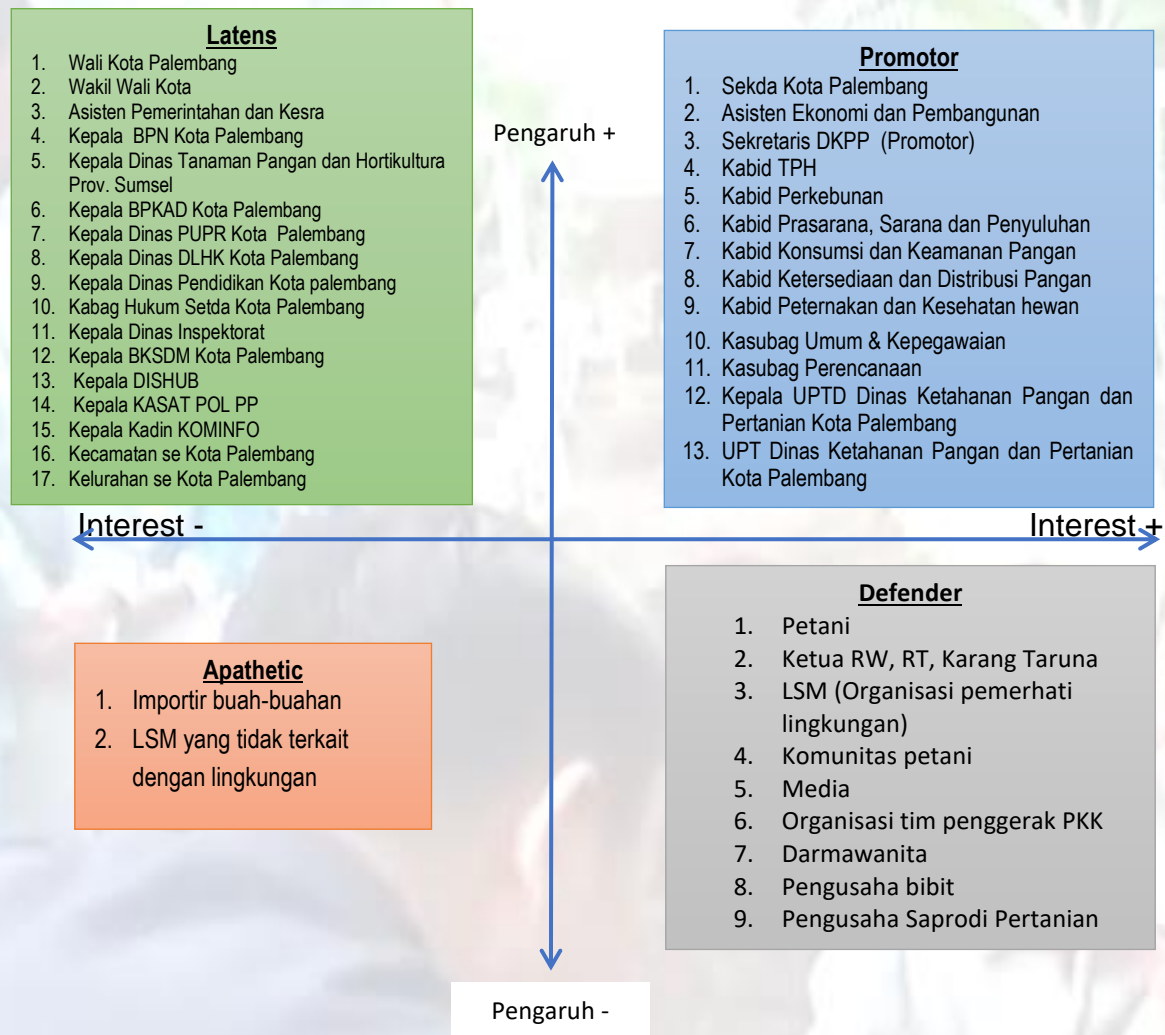 Latens
1. Wali Kota Palembang
2. Wakil Wali Kota
3. Asisten Pemerintahan dan Kesra
4. Kepala BPN Kota Palembang
5. Kepala Dinas Tanaman Pangan dan Hortikultura
Prov. Sumsel
6. Kepala BPKAD Kota Palembang
7. Kepala Dinas PUPR Kota Palembang
8. Kepala Dinas DLHK Kota Palembang
9. Kepala Dinas Pendidikan Kota palembang
10. Kabag Hukum Setda Kota Palembang
11. Kepala Dinas Inspektorat
12. Kepala BKSDM Kota Palembang
13. Kepala DISHUB
14. Kepala KASAT POL PP
15. Kepala Kadin KOMINFO
16. Kecamatan se Kota Palembang
17. Kelurahan se Kota Palembang
Pengaruh +
Promotor
1. Sekda Kota Palembang
2. Asisten Ekonomi dan Pembangunan
3. Sekretaris DKPP (Promotor)
4. Kabid TPH
5. Kabid Perkebunan
6. Kabid Prasarana, Sarana dan Penyuluhan
7. Kabid Konsumsi dan Keamanan Pangan
8. Kabid Ketersediaan dan Distribusi Pangan
9. Kabid Peternakan dan Kesehatan hewan
10. Kasubag Umum & Kepegawaian
11. Kasubag Perencanaan
12. Kepala UPTD Dinas Ketahanan Pangan dan
Pertanian Kota Palembang
13. UPT Dinas Ketahanan Pangan dan Pertanian
Kota Palembang
Interest -
Interest +
Apathetic
1. Importir buah-buahan
2. LSM yang tidak terkait
dengan lingkungan
Defender
1. Petani
2. Ketua RW, RT, Karang Taruna
3. LSM (Organisasi pemerhati
lingkungan)
4. Komunitas petani
5. Media
6. Organisasi tim penggerak PKK
7. Darmawanita
8. Pengusaha bibit
9. Pengusaha Saprodi Pertanian
Pengaruh -